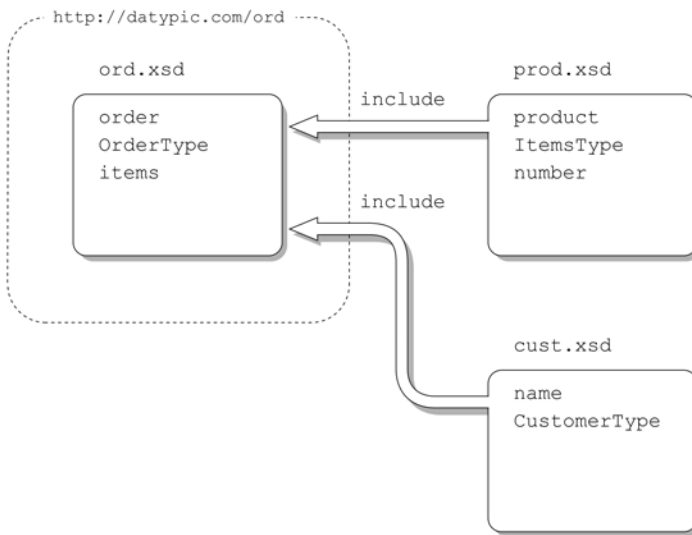 http://datypic.com/ord
ord.xsd
order
OrderType
items
include
prod.xsd
product
ItemsType
number
include
cust.xsd
name
CustomerType